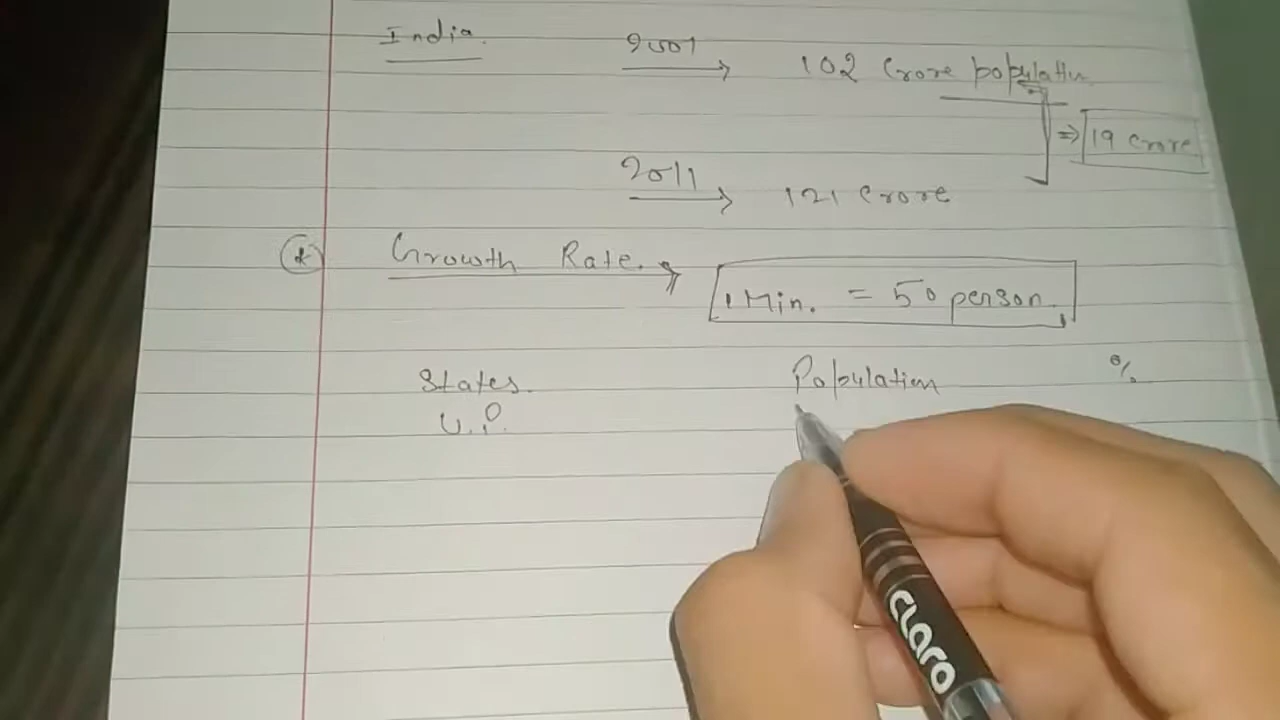 India.
2001 → 102 Crore population
⇒ 19 Crore
2011 → 121 Crore
* Growth Rate. → 1 Min. = 50 person.
States. Population %
U.P.
CLARO